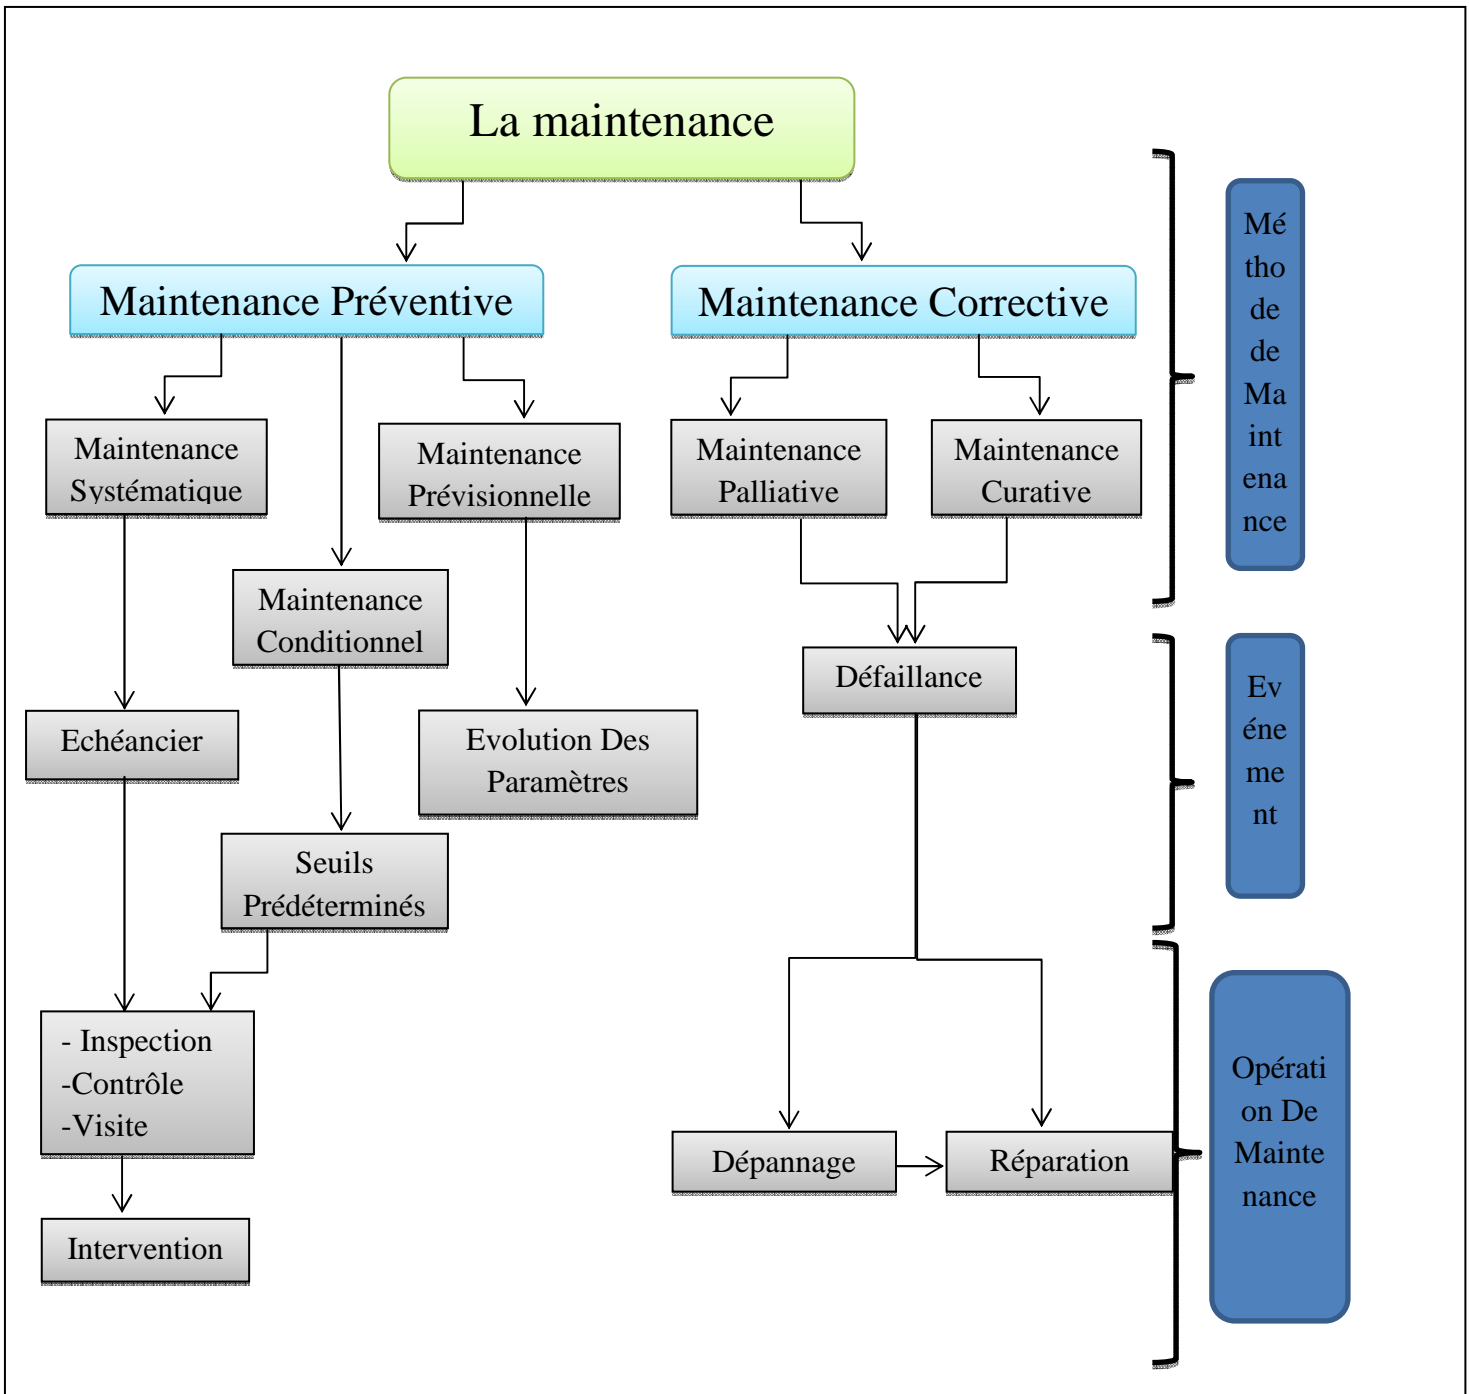 La maintenance
Maintenance Préventive
Maintenance Corrective
Maintenance
Systématique
Maintenance
Prévisionnelle
Maintenance
Palliative
Maintenance
Curative
Maintenance
Conditionnel
Défaillance
Echéancier
Evolution Des
Paramètres
Seuils
Prédéterminés
- Inspection
-Contrôle
-Visite
Dépannage
Réparation
Intervention
Mé
tho
de
de
Ma
int
ena
nce
Ev
éne
me
nt
Opérati
on De
Mainte
nance